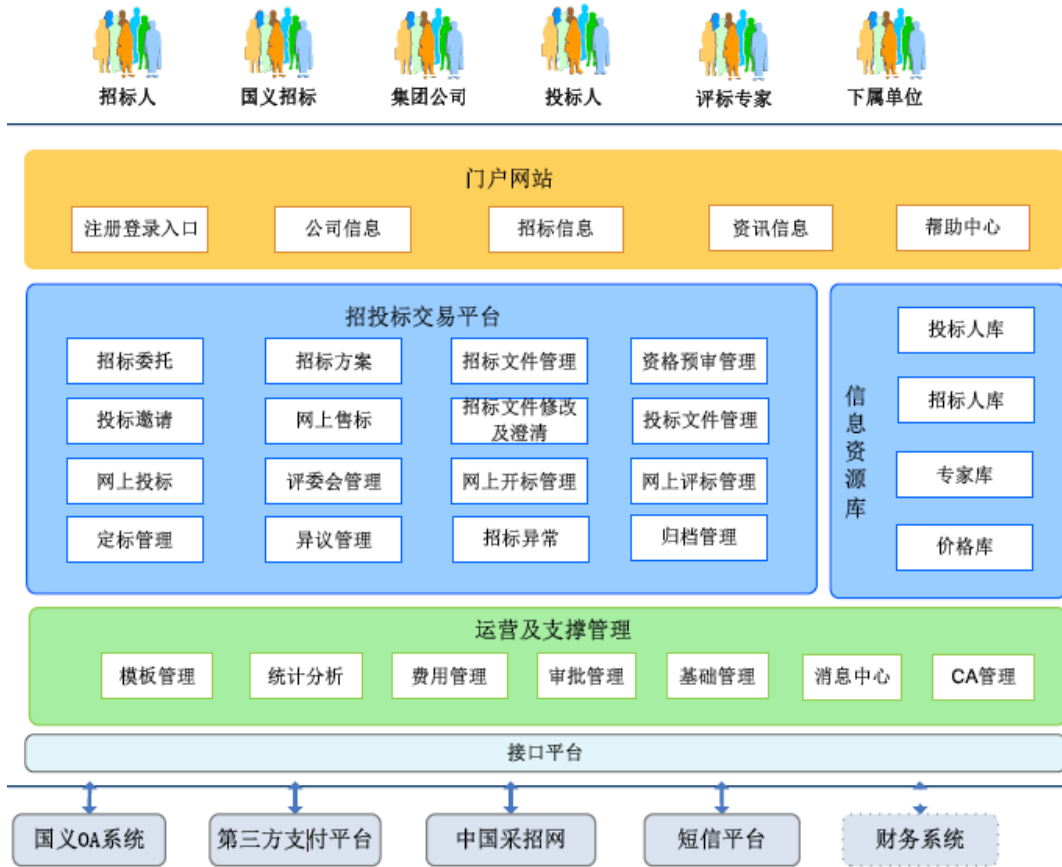 招标人
国义招标
集团公司
投标人
评标专家
下属单位
门户网站
注册登录入口
公司信息
招标信息
资讯信息
帮助中心
招投标交易平台
招标委托
招标方案
招标文件管理
资格预审管理
投标邀请
网上售标
招标文件修改
及澄清
投标文件管理
网上投标
评委会管理
网上开标管理
网上评标管理
定标管理
异议管理
招标异常
归档管理
信息资源库
投标人库
招标人库
专家库
价格库
运营及支撑管理
模板管理
统计分析
费用管理
审批管理
基础管理
消息中心
CA管理
接口平台
国义OA系统
第三方支付平台
中国采招网
短信平台
财务系统